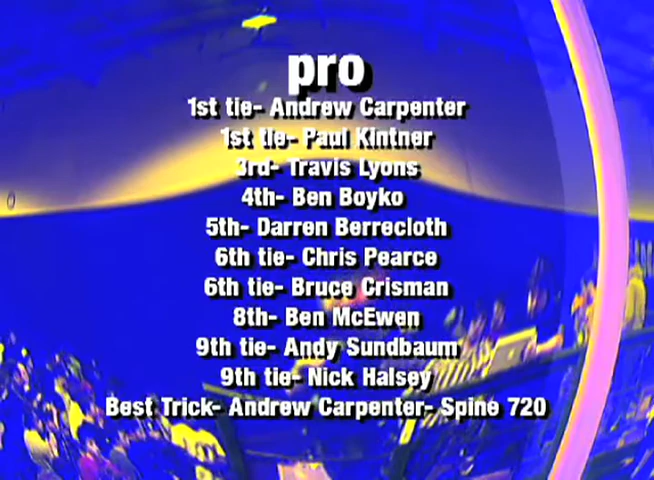 pro
1st tie- Andrew Carpenter
1st tie- Paul Kintner
3rd- Travis Lyons
4th- Ben Boyko
5th- Darren Berrecloth
6th tie- Chris Pearce
6th tie- Bruce Crisman
8th- Ben McEwen
9th tie- Andy Sundbaum
9th tie- Nick Halsey
Best Trick- Andrew Carpenter- Spine 720